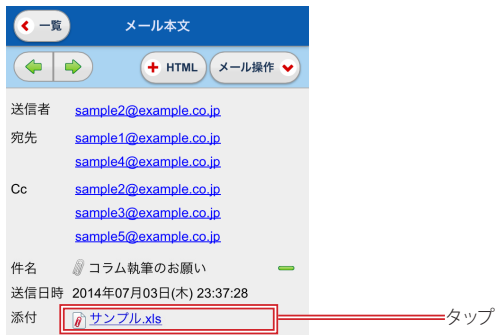 一覧
メール本文
HTML
メール操作
送信者 sample2@example.co.jp
宛先 sample1@example.co.jp
sample4@example.co.jp
Cc sample2@example.co.jp
sample3@example.co.jp
sample5@example.co.jp
件名 コラム執筆のお願い
送信日時 2014年07月03日(木) 23:37:28
添付 サンプル.xls
タップ